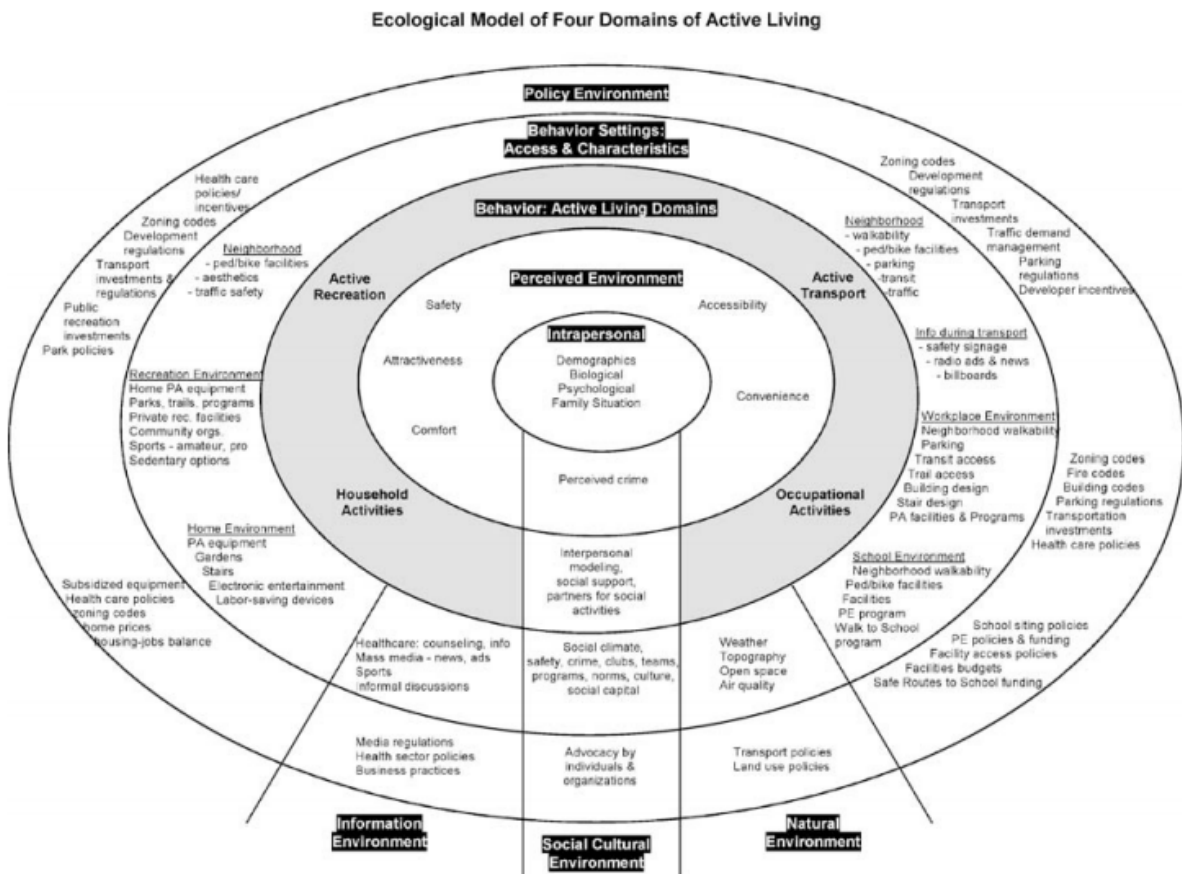 Ecological Model of Four Domains of Active Living
Policy Environment
Behavior Settings:
Access & Characteristics
Behavior: Active Living Domains
Perceived Environment
Intrapersonal
Demographics
Biological
Psychological
Family Situation
Safety
Accessibility
Attractiveness
Convenience
Comfort
Perceived crime
Active
Recreation
Active
Transport
Household
Activities
Occupational
Activities
Health care
policies/
incentives
Zoning codes
Development
regulations
Transport
investments &
regulations
Public
recreation
investments
Park policies
Neighborhood
- ped/bike facilities
- aesthetics
- traffic safety
Recreation Environment
Home PA equipment
Parks, trails. programs
Private rec. facilities
Community orgs.
Sports - amateur, pro
Sedentary options
Home Environment
PA equipment
Gardens
Stairs
Electronic entertainment
Labor-saving devices
Subsidized equipment
Health care policies
zoning codes
home prices
housing-jobs balance
Zoning codes
Development
regulations
Transport
investments
Traffic demand
management
Parking
regulations
Developer incentives
Neighborhood
- walkability
- ped/bike facilities
- parking
-transit
-traffic
Info during transport
- safety signage
- radio ads & news
- billboards
Workplace Environment
Neighborhood walkability
Parking
Transit access
Trail access
Building design
Stair design
PA facilities & Programs
Zoning codes
Fire codes
Building codes
Parking regulations
Transportation
investments
Health care policies
School Environment
Neighborhood walkability
Ped/bike facilities
Facilities
PE program
Walk to School
program
School siting policies
PE policies & funding
Facility access policies
Facilities budgets
Safe Routes to School funding
Interpersonal
modeling,
social support,
partners for social
activities
Healthcare: counseling, info
Mass media - news, ads
Sports
Informal discussions
Social climate,
safety, crime, clubs, teams,
programs, norms, culture,
social capital
Weather
Topography
Open space
Air quality
Media regulations
Health sector policies
Business practices
Advocacy by
individuals &
organizations
Transport policies
Land use policies
Information
Environment
Social Cultural
Environment
Natural
Environment